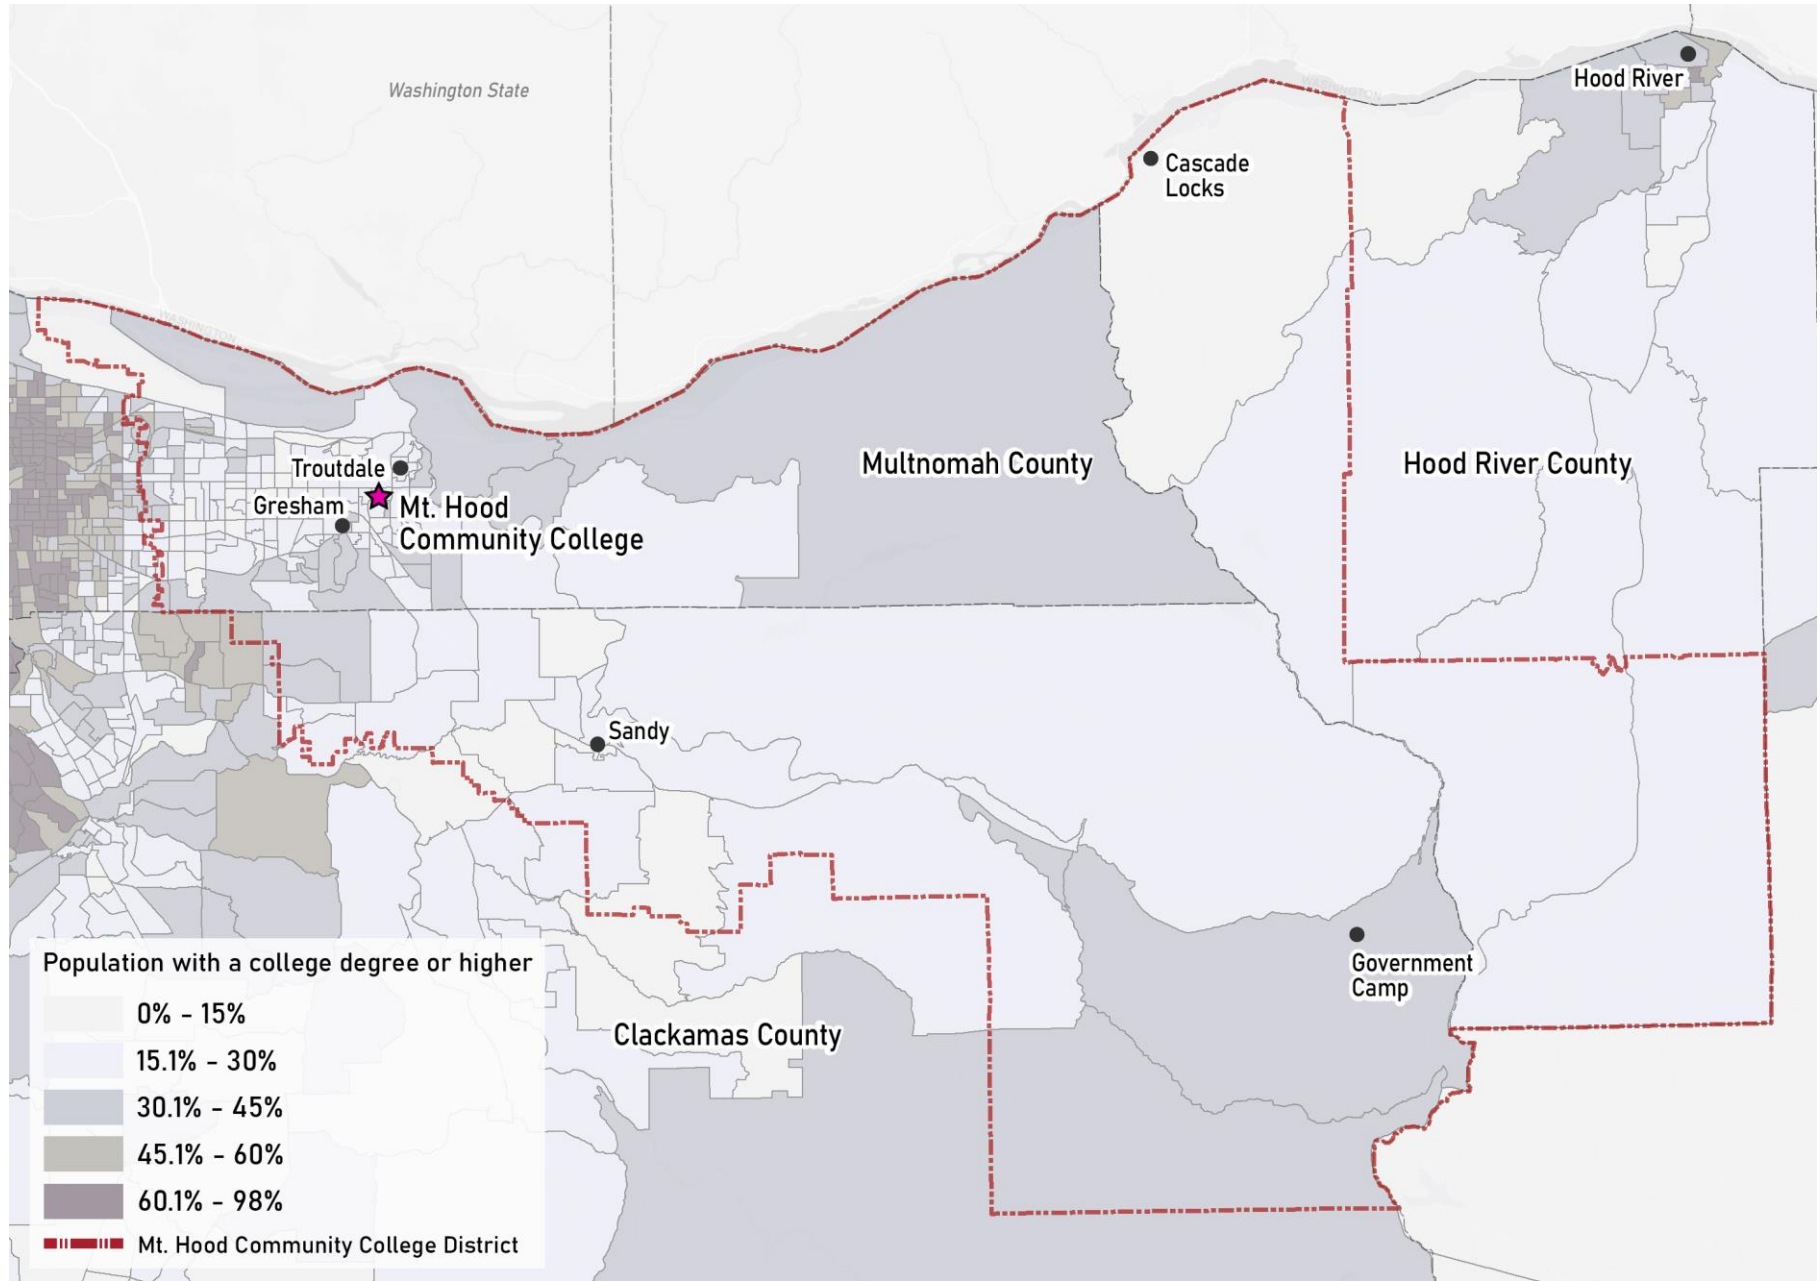 Washington State
WASHINGTON
Hood River
Cascade
Locks
WASHINGTON
Multnomah County
Hood River County
Troutdale
Gresham
Mt. Hood
Community College
Sandy
Government
Camp
Clackamas County
Population with a college degree or higher
0% - 15%
15.1% - 30%
30.1% - 45%
45.1% - 60%
60.1% - 98%
Mt. Hood Community College District